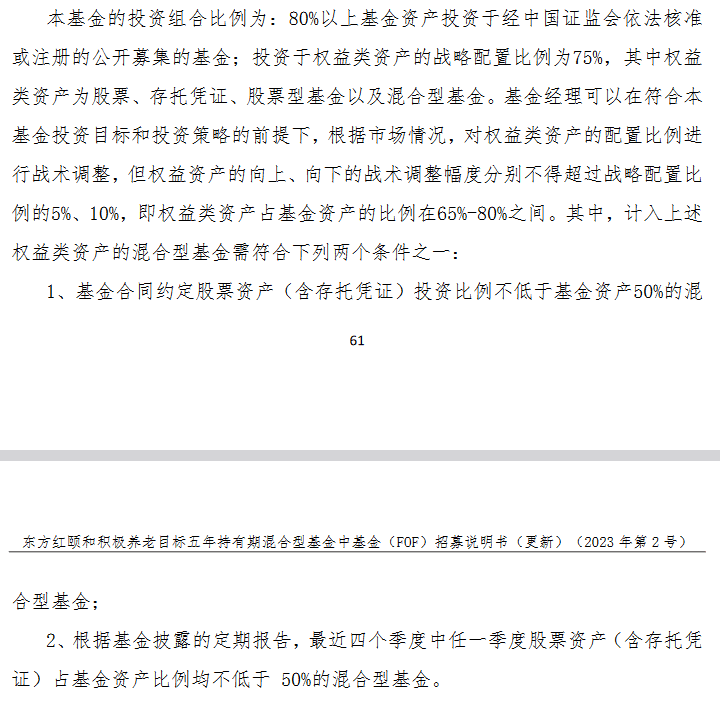 本基金的投资组合比例为：80%以上基金资产投资于经中国证监会依法核准
或注册的公开募集的基金；投资于权益类资产的战略配置比例为75%，其中权益
类资产为股票、存托凭证、股票型基金以及混合型基金。基金经理可以在符合本
基金投资目标和投资策略的前提下，根据市场情况，对权益类资产的配置比例进
行战术调整，但权益资产的向上、向下的战术调整幅度分别不得超过战略配置比
例的5%、10%，即权益类资产占基金资产的比例在65%-80%之间。其中，计入上述
权益类资产的混合型基金需符合下列两个条件之一：
1、基金合同约定股票资产（含存托凭证）投资比例不低于基金资产50%的混
61
东方红颐和积极养老目标五年持有期混合型基金中基金（FOF）招募说明书（更新）（2023年第2号）
合型基金；
2、根据基金披露的定期报告，最近四个季度中任一季度股票资产（含存托凭
证）占基金资产比例均不低于 50%的混合型基金。